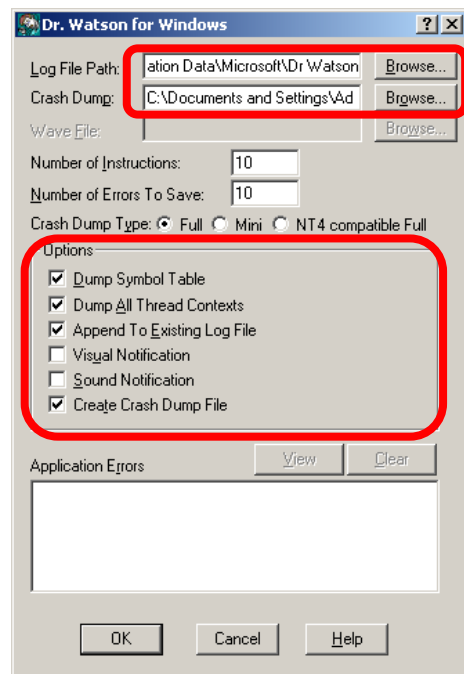 Dr. Watson for Windows
Log File Path: ation Data\Microsoft\Dr Watson Browse...
Crash Dump: C:\Documents and Settings\Ad Browse...
Wave File: Browse...
Number of Instructions: 10
Number of Errors To Save: 10
Crash Dump Type: Full Mini NT4 compatible Full
Options
Dump Symbol Table
Dump All Thread Contexts
Append To Existing Log File
Visual Notification
Sound Notification
Create Crash Dump File
Application Errors View Clear
OK Cancel Help